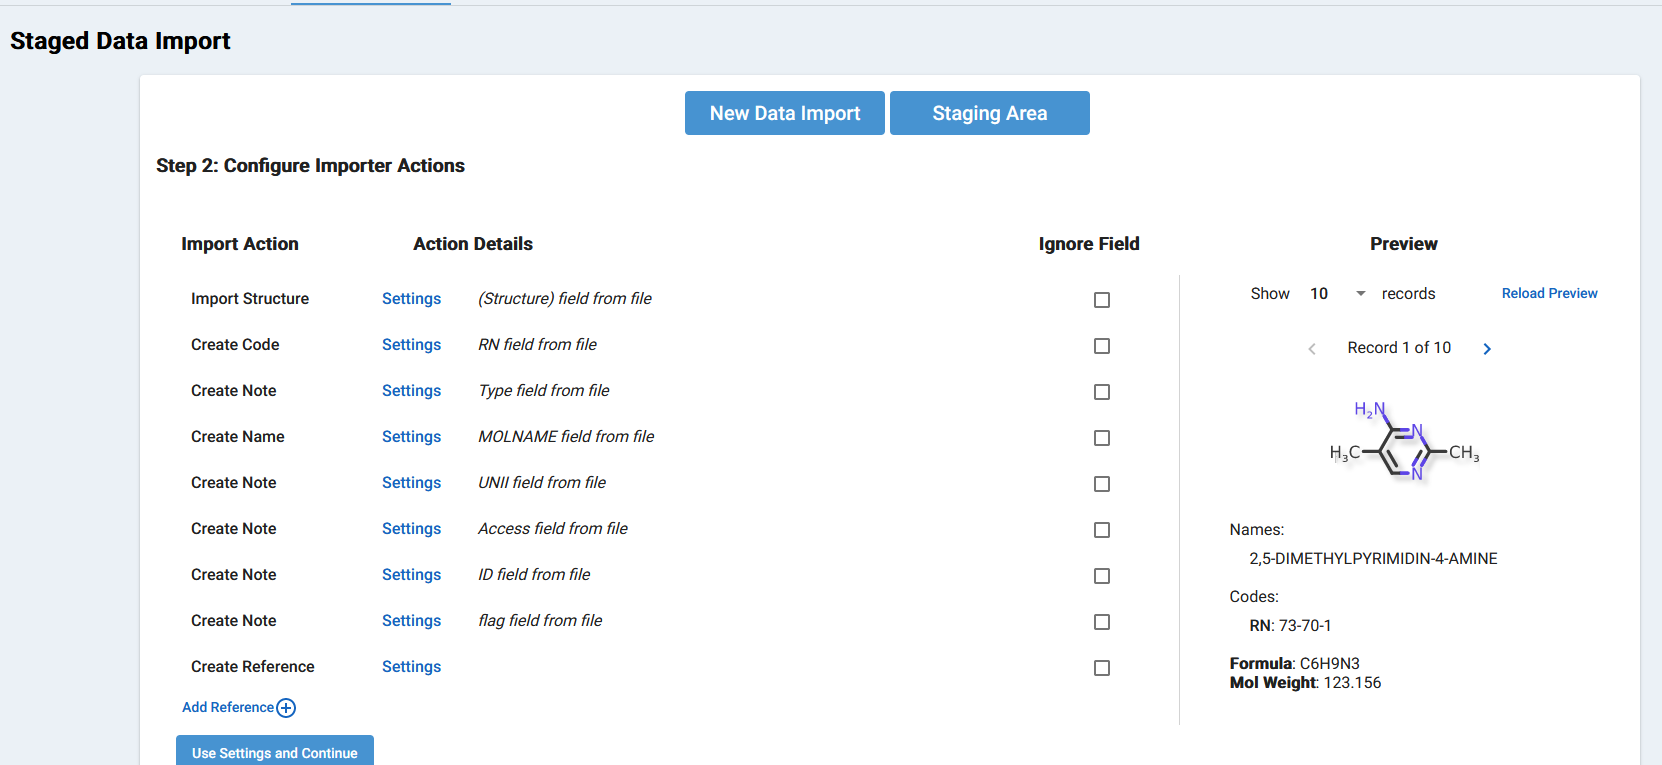 Staged Data Import
New Data Import Staging Area
Step 2: Configure Importer Actions
Import Action Action Details Ignore Field
Import Structure Settings (Structure) field from file
Create Code Settings RN field from file
Create Note Settings Type field from file
Create Name Settings MOLNAME field from file
Create Note Settings UNII field from file
Create Note Settings Access field from file
Create Note Settings ID field from file
Create Note Settings flag field from file
Create Reference Settings
Add Reference
Use Settings and Continue
Preview
Show 10 records Reload Preview
Record 1 of 10
H2N
N
H3C CH3
N
Names:
2,5-DIMETHYLPYRIMIDIN-4-AMINE
Codes:
RN: 73-70-1
Formula: C6H9N3
Mol Weight: 123.156